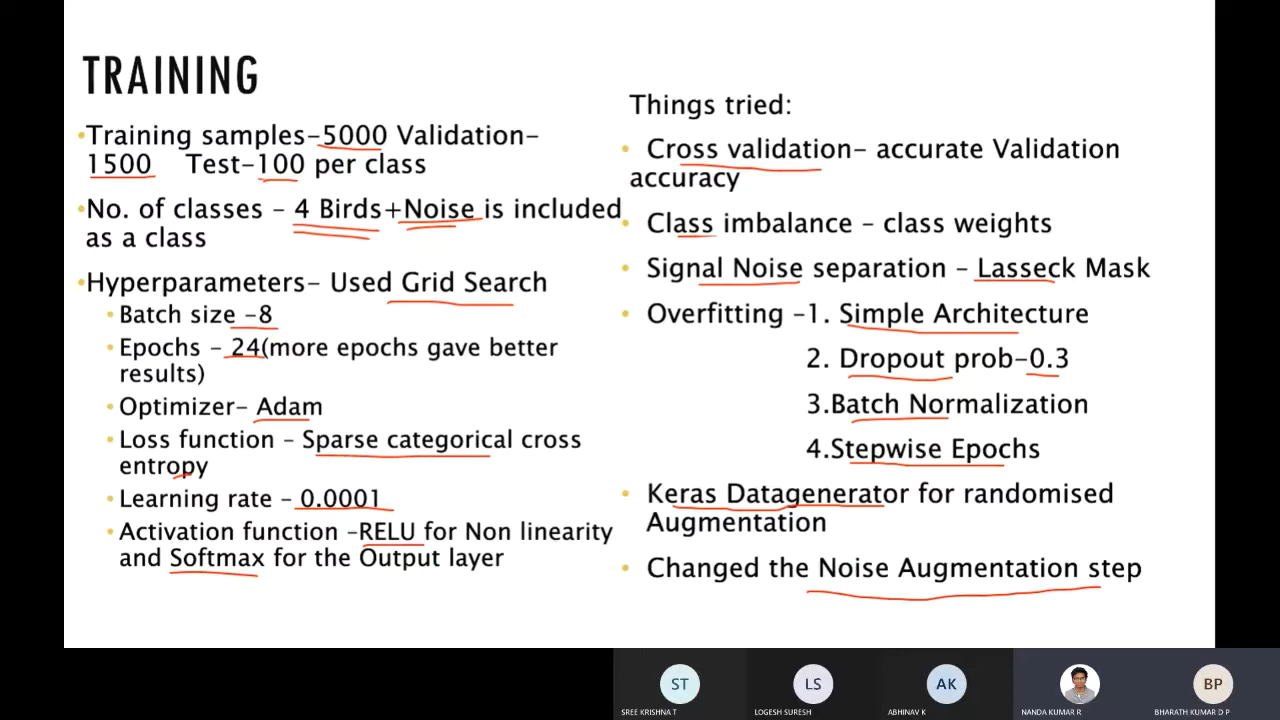 TRAINING
•Training samples-5000 Validation-
1500 Test-100 per class
•No. of classes - 4 Birds+Noise is included
as a class
•Hyperparameters- Used Grid Search
• Batch size -8
• Epochs - 24(more epochs gave better
results)
• Optimizer- Adam
• Loss function - Sparse categorical cross
entropy
• Learning rate - 0.0001
• Activation function -RELU for Non linearity
and Softmax for the Output layer
Things tried:
• Cross validation- accurate Validation
accuracy
• Class imbalance - class weights
• Signal Noise separation - Lasseck Mask
• Overfitting -1. Simple Architecture
2. Dropout prob-0.3
3.Batch Normalization
4.Stepwise Epochs
• Keras Datagenerator for randomised
Augmentation
• Changed the Noise Augmentation step
ST
LS
AK
BP
SREE KRISHNA T
LOGESH SURESH
ABHINAV K
NANDA KUMAR R
BHARATH KUMAR D P